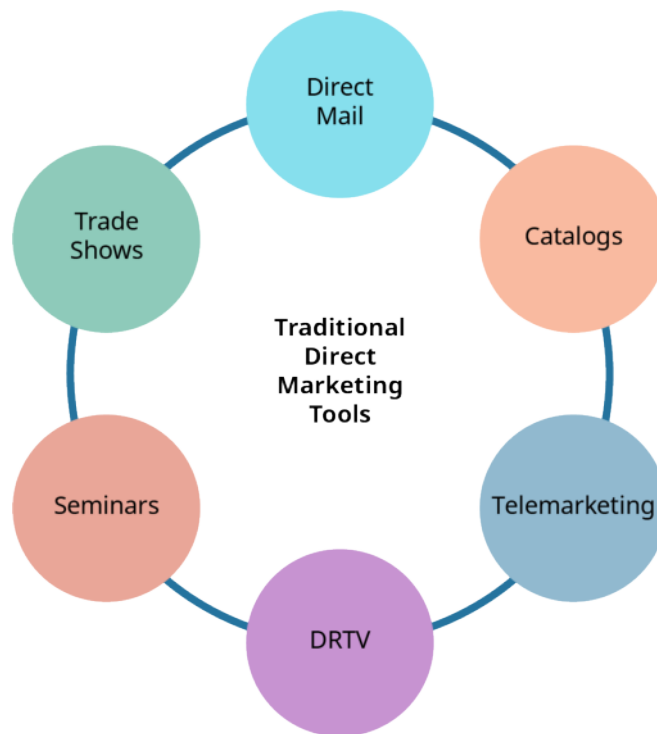 Direct
Mail
Trade
Shows
Catalogs
Traditional
Direct
Marketing
Tools
Seminars
Telemarketing
DRTV